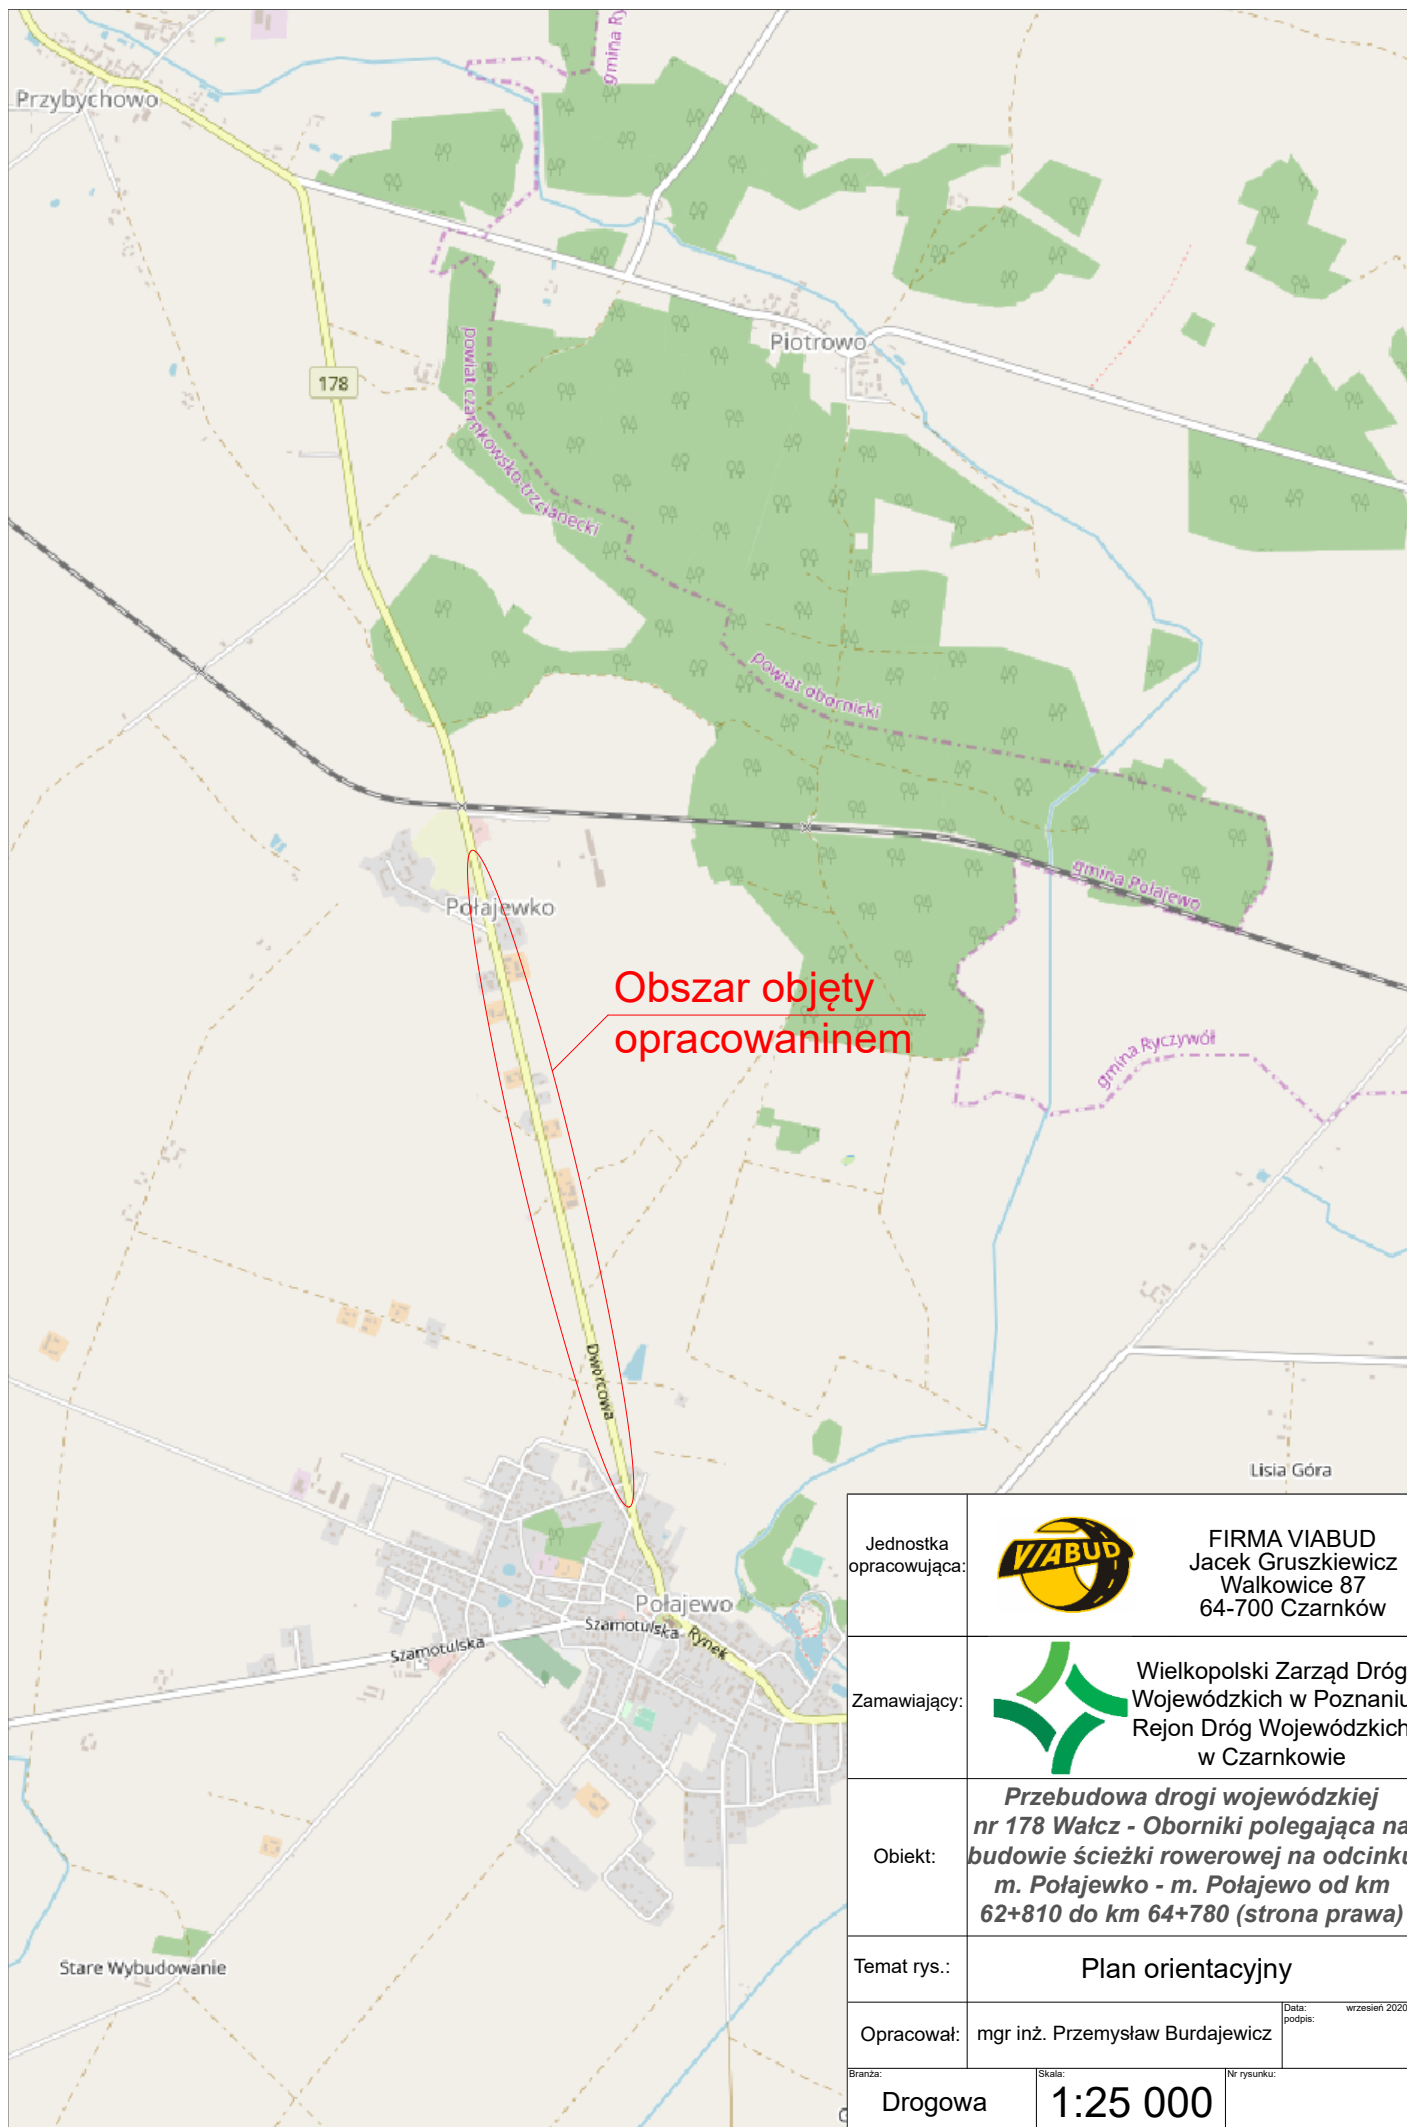 gmina Ry
Przybychowo
Piotrowo
178
powiat czarnkowsko-trzcianecki
powiat obornicki
gmina Połajewo
Połajewko
Obszar objęty
opracowaninem
gmina Ryczywół
Dworcowa
Lisia Góra
Połajewo
Szamotulska
Rynek
Szamotulska
Stare Wybudowanie
Jednostka
opracowująca:
VIABUD
FIRMA VIABUD
Jacek Gruszkiewicz
Walkowice 87
64-700 Czarnków
Zamawiający:
Wielkopolski Zarząd Dróg
Wojewódzkich w Poznaniu
Rejon Dróg Wojewódzkich
w Czarnkowie
Obiekt:
Przebudowa drogi wojewódzkiej
nr 178 Wałcz - Oborniki polegająca na
budowie ścieżki rowerowej na odcinku
m. Połajewko - m. Połajewo od km
62+810 do km 64+780 (strona prawa)
Temat rys.:
Plan orientacyjny
Opracował:
mgr inż. Przemysław Burdajewicz
Data: wrzesień 2020
podpis:
Branża:
Drogowa
Skala:
1:25 000
Nr rysunku: